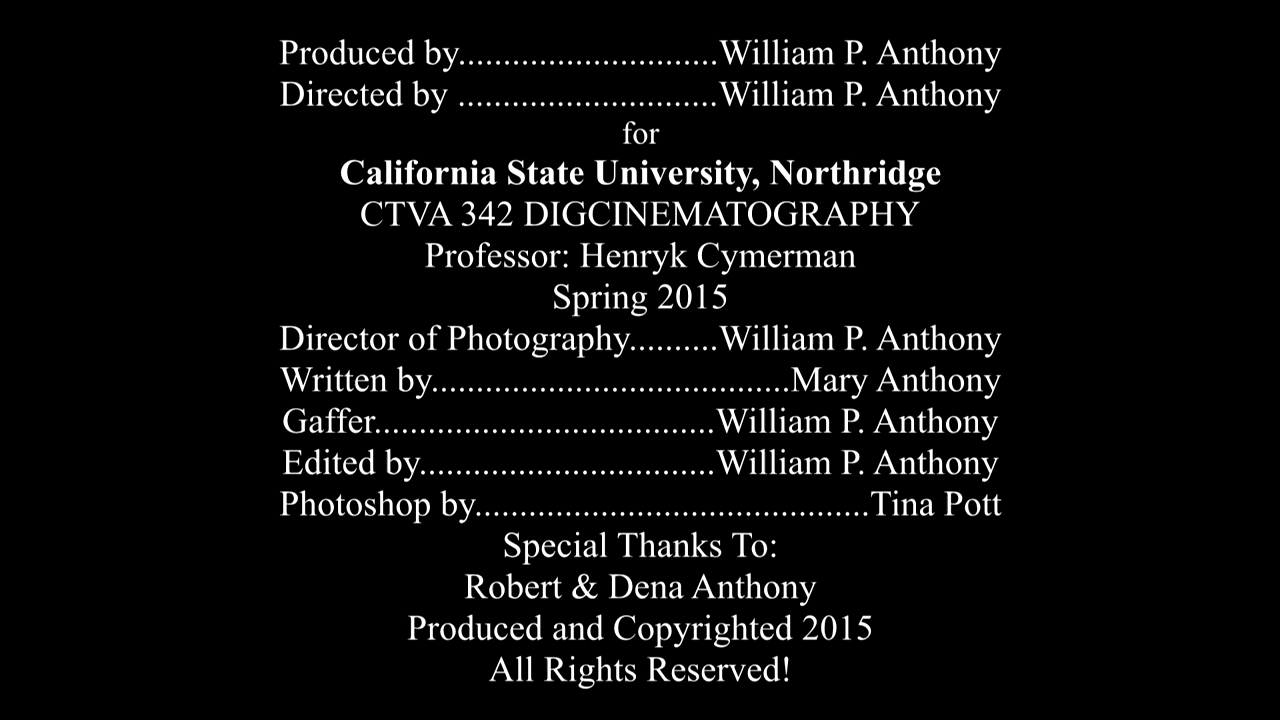 Produced by.............................William P. Anthony
Directed by .............................William P. Anthony
for
California State University, Northridge
CTVA 342 DIGCINEMATOGRAPHY
Professor: Henryk Cymerman
Spring 2015
Director of Photography..........William P. Anthony
Written by........................................Mary Anthony
Gaffer......................................William P. Anthony
Edited by.................................William P. Anthony
Photoshop by............................................Tina Pott
Special Thanks To:
Robert & Dena Anthony
Produced and Copyrighted 2015
All Rights Reserved!